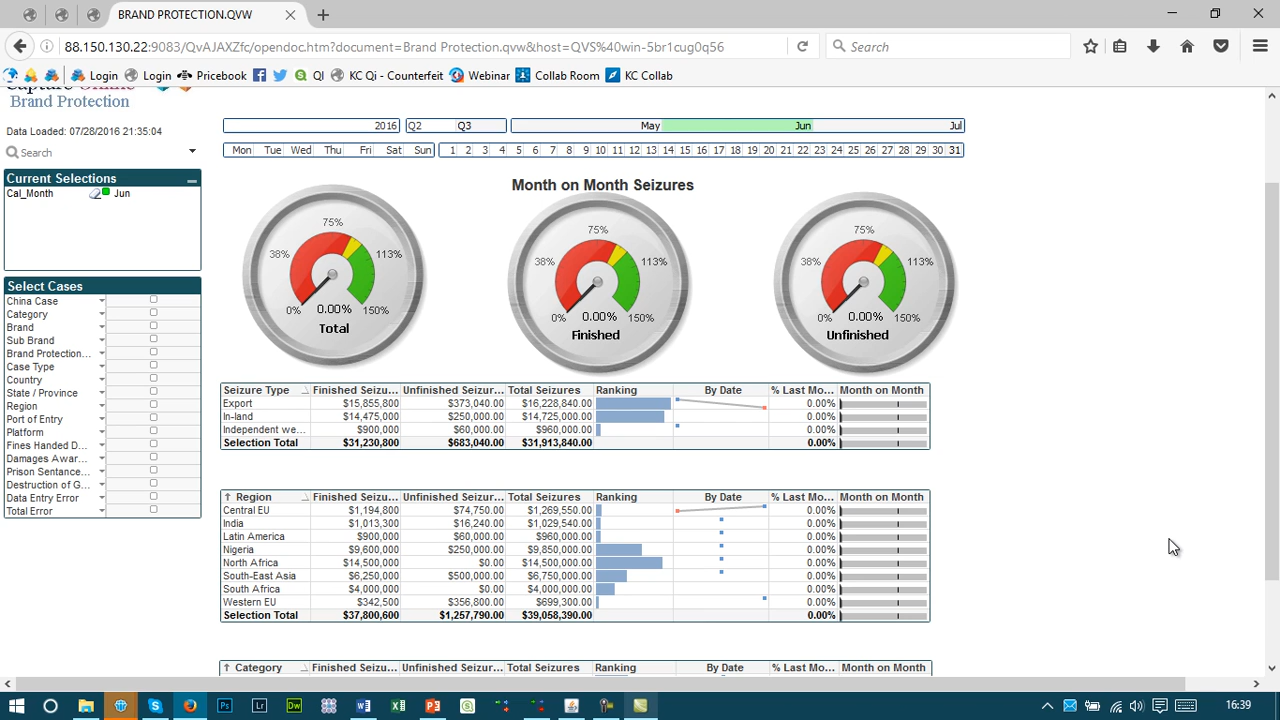 BRAND PROTECTION.QVW
88.150.130.22:9083/QvAJAXZfc/opendoc.htm?document=Brand Protection.qvw&host=QVS%40win-5br1cug0q56 Search
Login Login Pricebook QI KC Qi - Counterfeit Webinar Collab Room KC Collab
Capture Online
Brand Protection
Data Loaded: 07/28/2016 21:35:04
Search
2016 Q2 Q3 May Jun Jul
Mon Tue Wed Thu Fri Sat Sun 1 2 3 4 5 6 7 8 9 10 11 12 13 14 15 16 17 18 19 20 21 22 23 24 25 26 27 28 29 30 31
Current Selections
Cal_Month Jun
Select Cases
China Case
Category
Brand
Sub Brand
Brand Protection...
Case Type
Country
State / Province
Region
Port of Entry
Platform
Fines Handed D...
Damages Awar...
Prison Sentance...
Destruction of G...
Data Entry Error
Total Error
Month on Month Seizures
75%
38% 113%
0% 0.00% 150%
Total
75%
38% 113%
0% 0.00% 150%
Finished
75%
38% 113%
0% 0.00% 150%
Unfinished
Seizure Type Finished Seizu... Unfinished Seizur... Total Seizures Ranking By Date % Last Mo... Month on Month
Export $15,855,800 $373,040.00 $16,228,840.00 0.00%
In-land $14,475,000 $250,000.00 $14,725,000.00 0.00%
Independent we... $900,000 $60,000.00 $960,000.00 0.00%
Selection Total $31,230,800 $683,040.00 $31,913,840.00 0.00%
Region Finished Seizu... Unfinished Seizur... Total Seizures Ranking By Date % Last Mo... Month on Month
Central EU $1,194,800 $74,750.00 $1,269,550.00 0.00%
India $1,013,300 $16,240.00 $1,029,540.00 0.00%
Latin America $900,000 $60,000.00 $960,000.00 0.00%
Nigeria $9,600,000 $250,000.00 $9,850,000.00 0.00%
North Africa $14,500,000 $0.00 $14,500,000.00 0.00%
South-East Asia $6,250,000 $500,000.00 $6,750,000.00 0.00%
South Africa $4,000,000 $0.00 $4,000,000.00 0.00%
Western EU $342,500 $356,800.00 $699,300.00 0.00%
Selection Total $37,800,600 $1,257,790.00 $39,058,390.00 0.00%
Category Finished Seizu... Unfinished Seizur... Total Seizures Ranking By Date % Last Mo... Month on Month
16:39